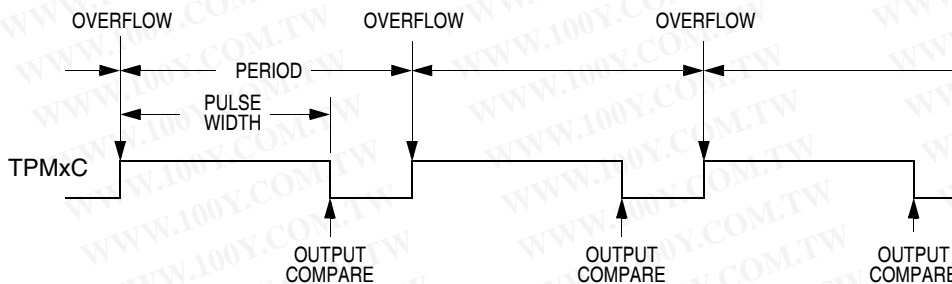 OVERFLOW OVERFLOW OVERFLOW
PERIOD
PULSE
WIDTH
TPMxC
OUTPUT
COMPARE
OUTPUT
COMPARE
OUTPUT
COMPARE
WWW.100Y.COM.TW